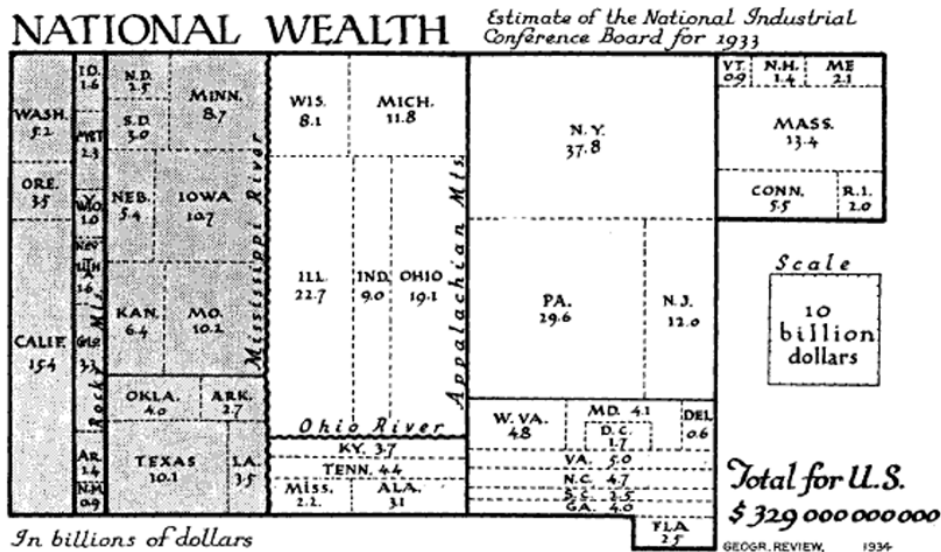 NATIONAL WEALTH
Estimate of the National Industrial
Conference Board for 1933
WASH.
5.2
ORE.
3.5
CALIF.
15.4
ID.
1.6
MNT
2.3
WYO.
1.0
NEV
UTH
1.6
COLO.
3.3
AR.
1.4
N.M.
0.9
Rocky Mts.
N.D.
2.5
MINN.
8.7
S.D.
3.0
NEB.
5.4
IOWA
10.7
KAN.
6.4
MO.
10.2
OKLA.
4.0
ARK.
2.7
TEXAS
10.1
LA.
3.5
Mississippi River
WIS.
8.1
MICH.
11.8
ILL.
22.7
IND.
9.0
OHIO
19.1
Ohio River
KY. 3.7
TENN. 4.4
MISS.
2.2.
ALA.
3.1
Appalachian Mts.
N.Y.
37.8
PA.
29.6
N.J.
12.0
W.VA.
4.8
MD. 4.1
D.C.
1.7
DEL
0.6
VA. 5.0
N.C. 4.7
S.C. 2.5
GA. 4.0
FLA
2.5
VT.
0.9
N.H.
1.4
ME
2.1
MASS.
13.4
CONN.
5.5
R.I.
2.0
Scale
10
billion
dollars
Total for U.S.
$ 329 000 000 000
In billions of dollars
GEOGR. REVIEW, 1934